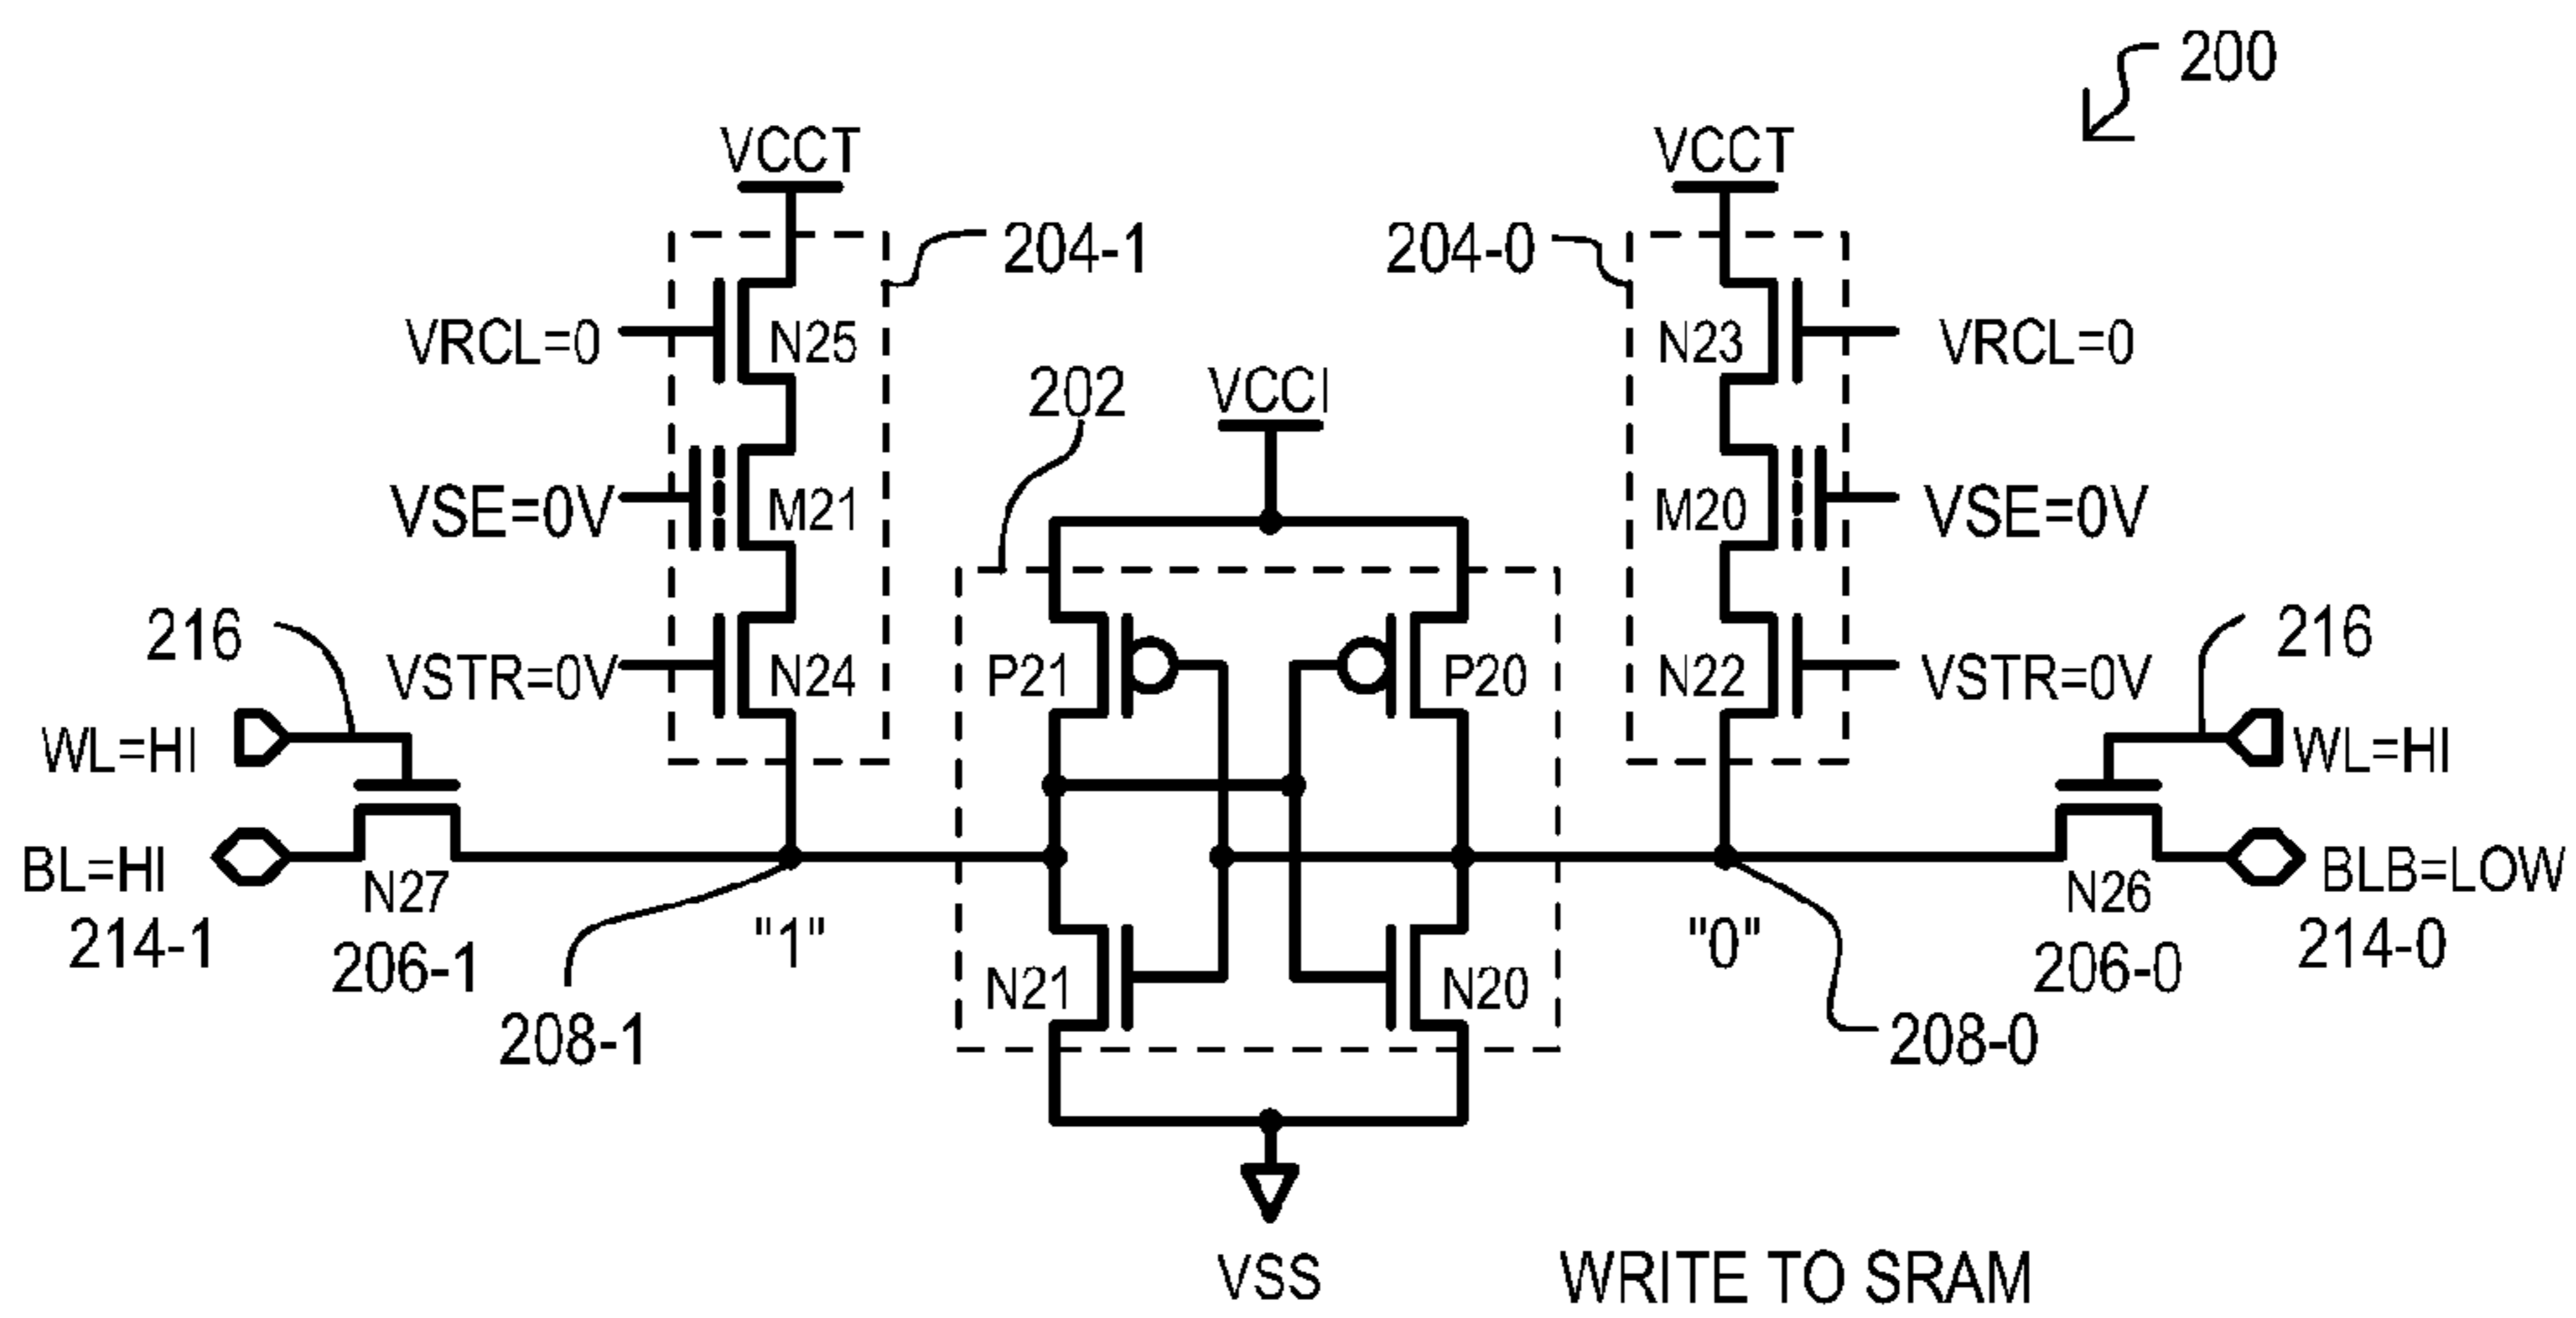 200
VCCT
VCCT
204-1
204-0
VRCL=0
N25
N23
VRCL=0
202
VCCI
VSE=0V
M21
M20
VSE=0V
216
216
VSTR=0V
N24
P21
P20
N22
VSTR=0V
WL=HI
WL=HI
BL=HI
N27
N26
BLB=LOW
214-1
206-1
"1"
N21
N20
"0"
206-0
214-0
208-1
208-0
VSS
WRITE TO SRAM